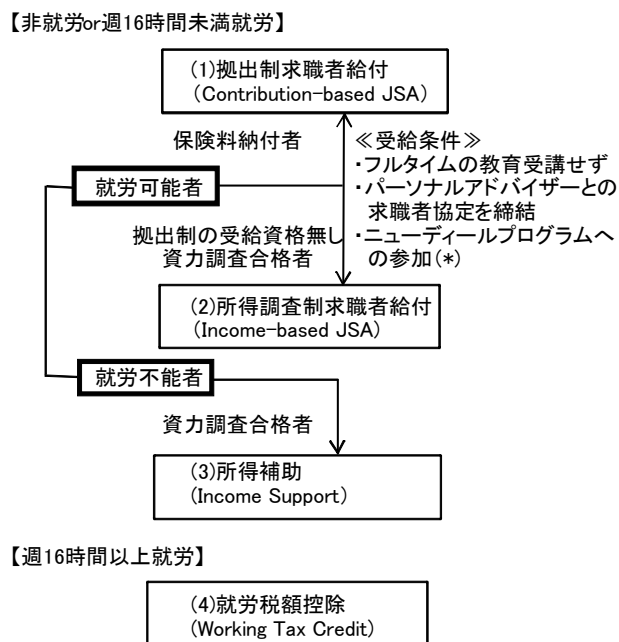 【非就労or週16時間未満就労】
(1)拠出制求職者給付
(Contribution-based JSA)
保険料納付者
≪受給条件≫
・フルタイムの教育受講せず
就労可能者
・パーソナルアドバイザーとの
求職者協定を締結
拠出制の受給資格無し
・ニューディールプログラムへ
資力調査合格者
の参加(*)
(2)所得調査制求職者給付
(Income-based JSA)
就労不能者
資力調査合格者
(3)所得補助
(Income Support)
【週16時間以上就労】
(4)就労税額控除
(Working Tax Credit)